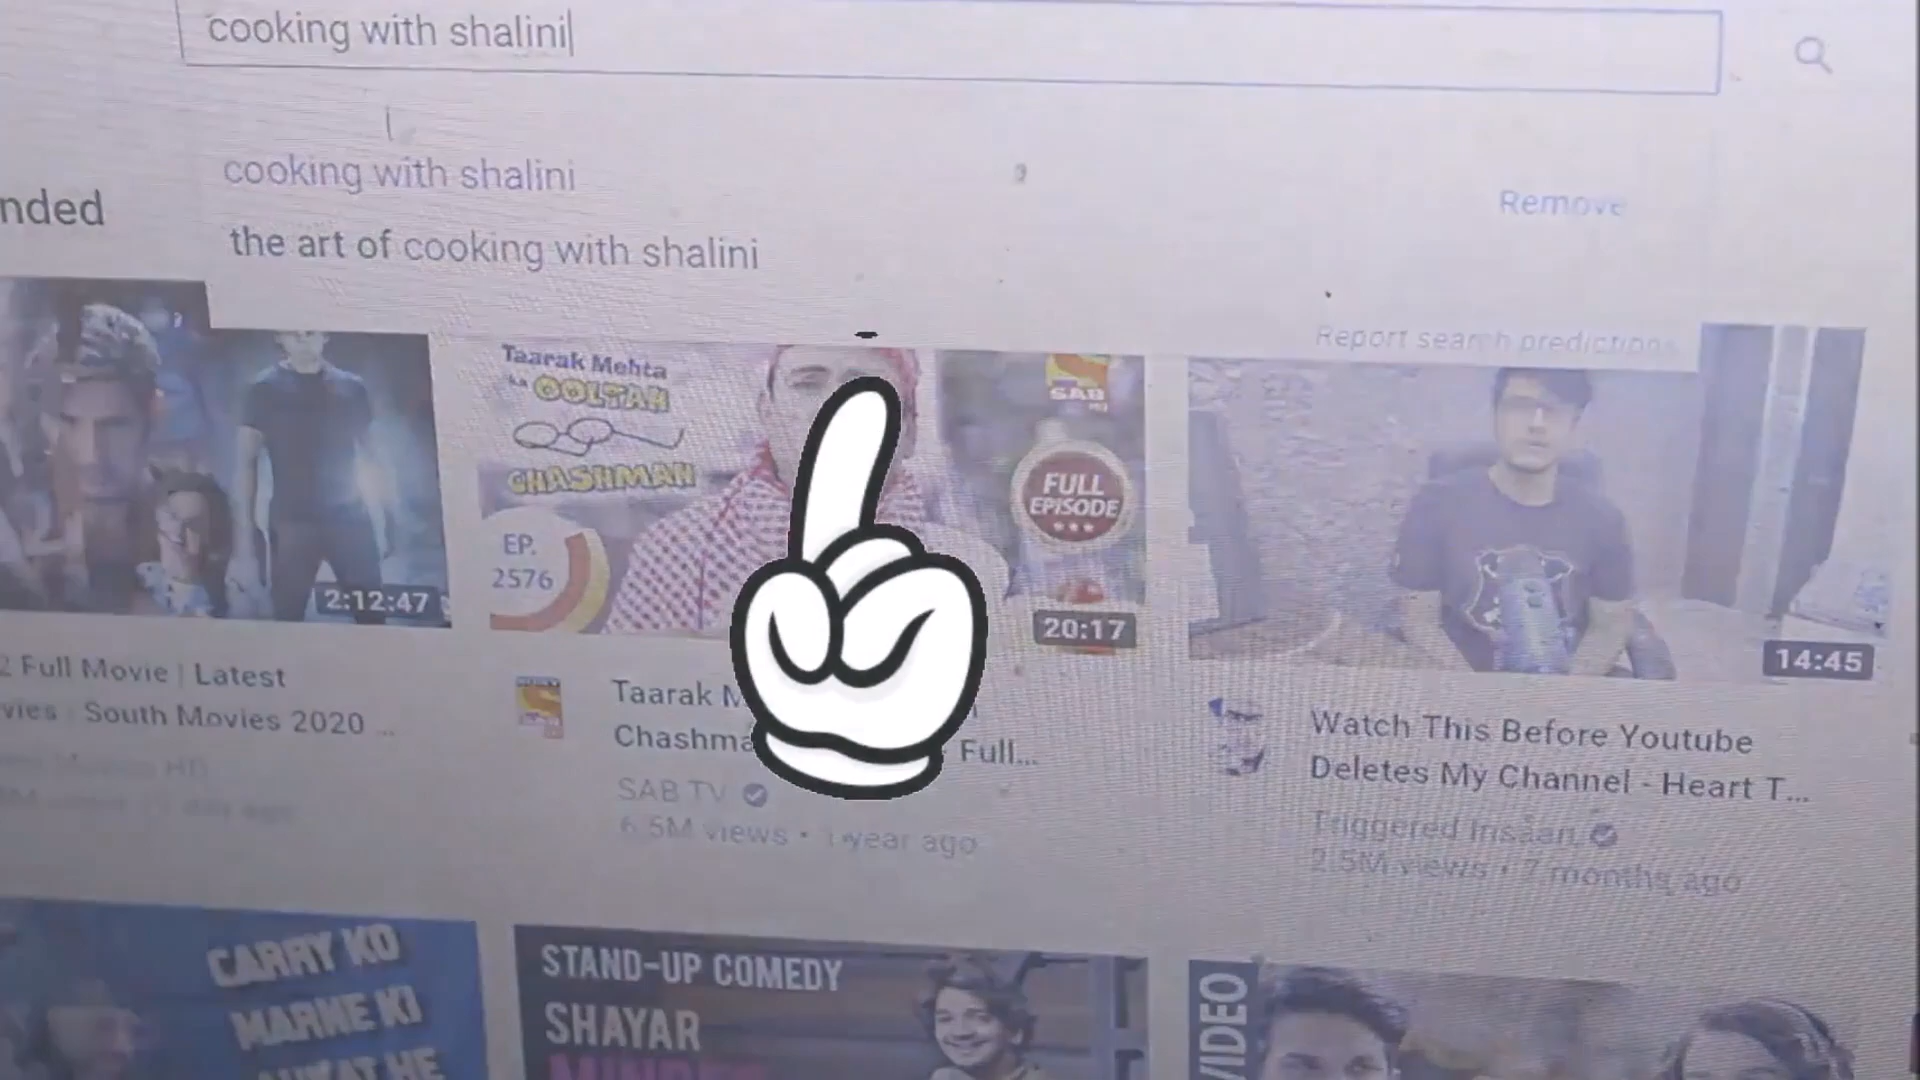 cooking with shalini
cooking with shalini
Remove
the art of cooking with shalini
nded
Report search predictions
Taarak Mehta
ka OOLTAH
CHASHMAH
SAB
FULL
EPISODE
EP.
2576
2:12:47
20:17
14:45
2 Full Movie | Latest
vies South Movies 2020 ...
Taarak M
Chashma Full...
SAB TV
6.5M views • 1 year ago
Watch This Before Youtube
Deletes My Channel - Heart T...
Triggered Insaan
2.5M views • 7 months ago
CARRY KO
MARNE KI
AUKAT HE
STAND-UP COMEDY
SHAYAR
VIDEO